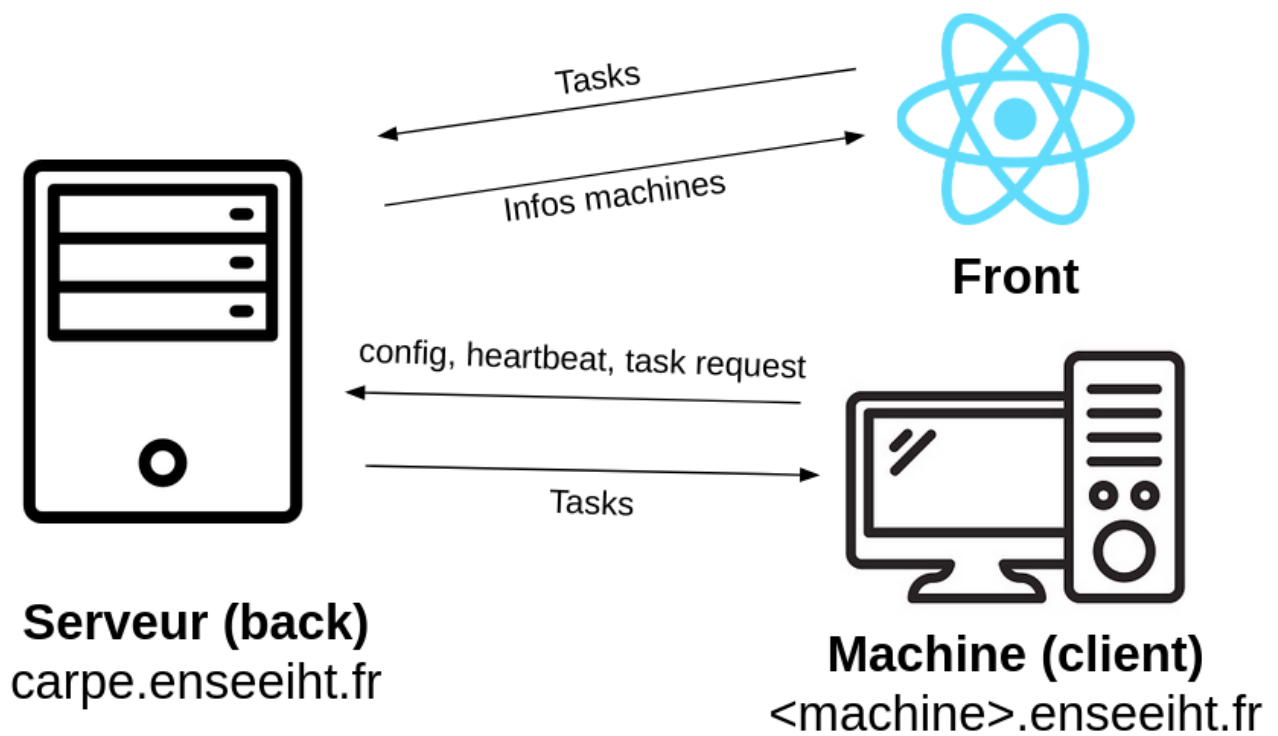 Tasks
Infos machines
Front
config, heartbeat, task request
Tasks
Serveur (back)
carpe.enseeiht.fr
Machine (client)
<machine>.enseeiht.fr